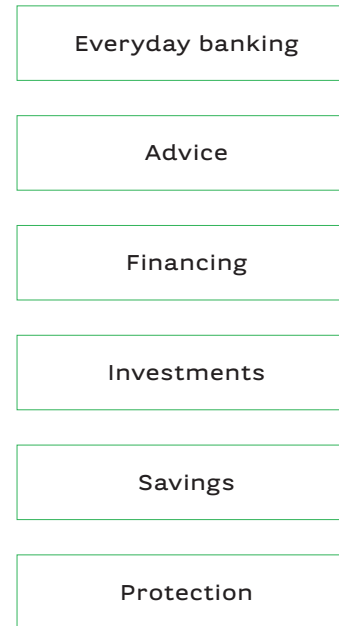 Everyday banking
Advice
Financing
Investments
Savings
Protection